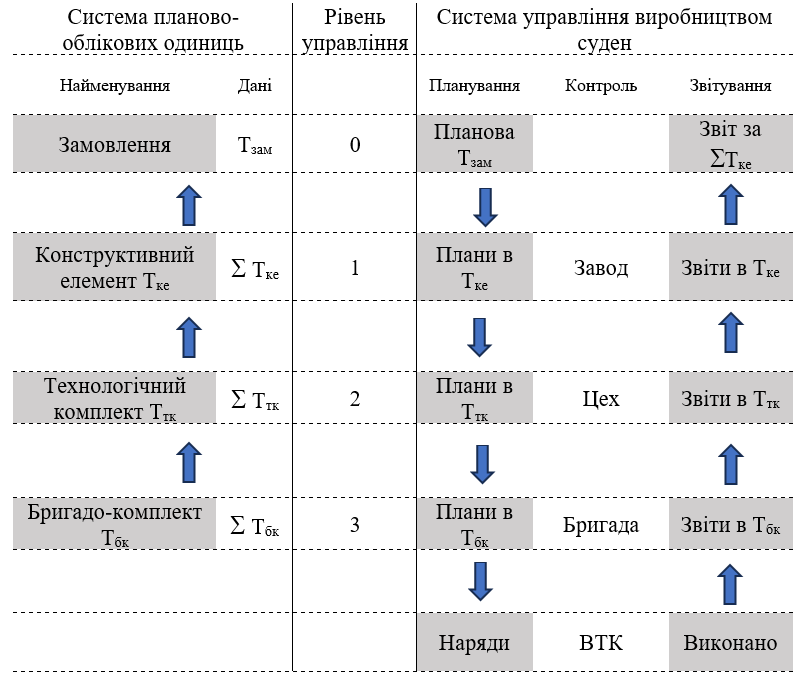 Система планово-
облікових одиниць
Рівень
управління
Система управління виробництвом
суден
Найменування
Дані
Планування
Контроль
Звітування
Замовлення
Тзам
0
Планова
Тзам
Звіт за
ΣТке
Конструктивний
елемент Тке
Σ Тке
1
Плани в
Тке
Завод
Звіти в Тке
Технологічний
комплект Ттк
Σ Ттк
2
Плани в
Ттк
Цех
Звіти в Ттк
Бригадо-комплект
Тбк
Σ Тбк
3
Плани в
Тбк
Бригада
Звіти в Тбк
Наряди
ВТК
Виконано